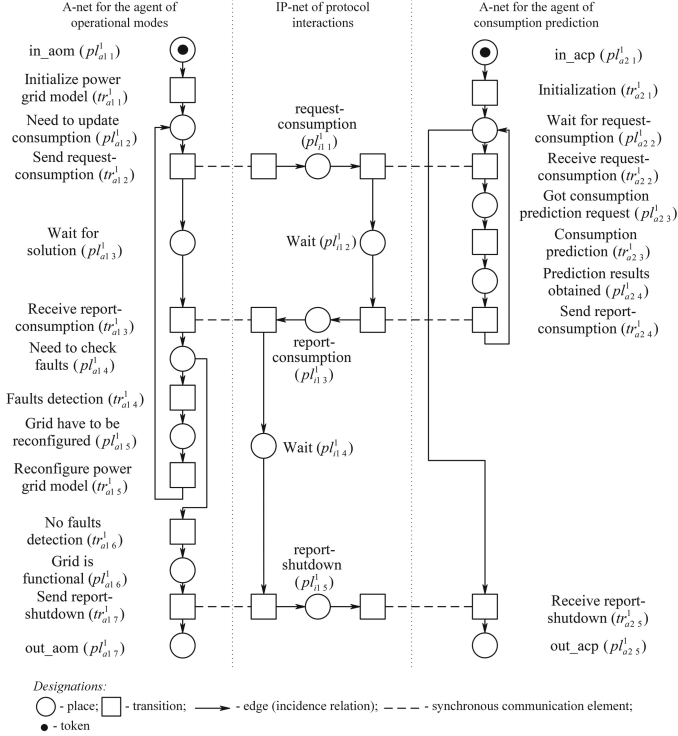 A-net for the agent of
operational modes
in_aom (pl¹a1 1)
Initialize power
grid model (tr¹a1 1)
Need to update
consumption (pl¹a1 2)
Send request-
consumption (tr¹a1 2)
Wait for
solution (pl¹a1 3)
Receive report-
consumption (tr¹a1 3)
Need to check
faults (pl¹a1 4)
Faults detection (tr¹a1 4)
Grid have to be
reconfigured (pl¹a1 5)
Reconfigure power
grid model (tr¹a1 5)
No faults
detection (tr¹a1 6)
Grid is
functional (pl¹a1 6)
Send report-
shutdown (tr¹a1 7)
out_aom (pl¹a1 7)
IP-net of protocol
interactions
request-
consumption
(pl¹i1 1)
Wait (pl¹i1 2)
report-
consumption
(pl¹i1 3)
Wait (pl¹i1 4)
report-
shutdown
(pl¹i1 5)
A-net for the agent of
consumption prediction
in_acp (pl¹a2 1)
Initialization (tr¹a2 1)
Wait for request-
consumption (pl¹a2 2)
Receive request-
consumption (tr¹a2 2)
Got consumption
prediction request (pl¹a2 3)
Consumption
prediction (tr¹a2 3)
Prediction results
obtained (pl¹a2 4)
Send report-
consumption (tr¹a2 4)
Receive report-
shutdown (tr¹a2 5)
out_acp (pl¹a2 5)
Designations:
- place; - transition; - edge (incidence relation); - synchronous communication element;
- token